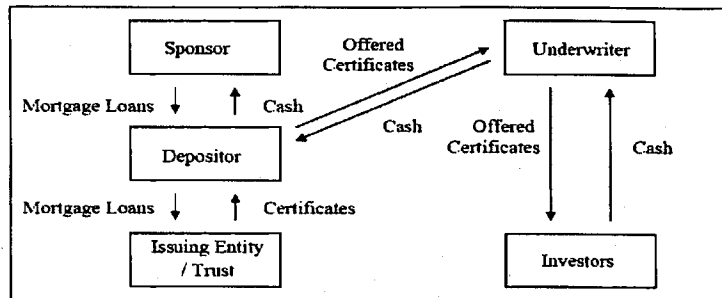 Sponsor
Offered
Certificates
Underwriter
Mortgage Loans
Cash
Cash
Offered
Certificates
Cash
Depositor
Mortgage Loans
Certificates
Issuing Entity
/ Trust
Investors